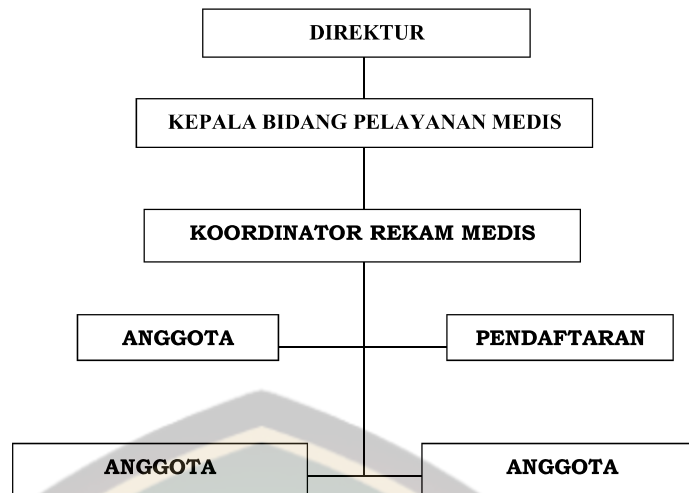 DIREKTUR
KEPALA BIDANG PELAYANAN MEDIS
KOORDINATOR REKAM MEDIS
ANGGOTA
PENDAFTARAN
ANGGOTA
ANGGOTA